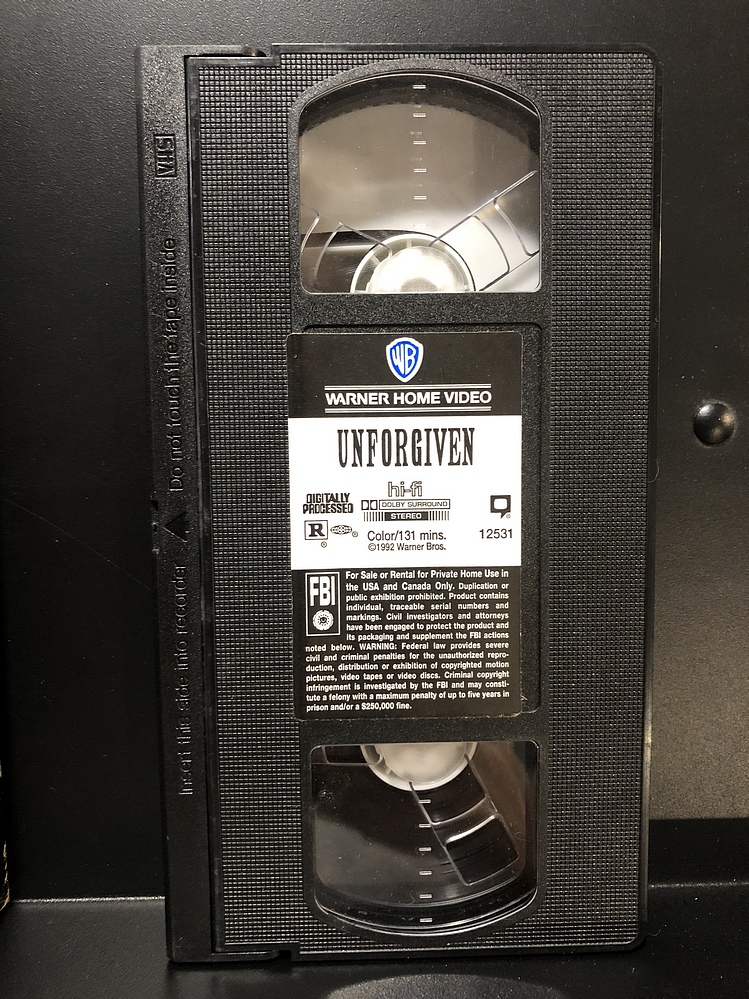 VHS
Insert this side into recorder ▲ Do not touch the tape inside
WB
WARNER HOME VIDEO
UNFORGIVEN
DIGITALLY
PROCESSED
hi-fi
DOLBY SURROUND
STEREO
R
®
®
Color/131 mins.
©1992 Warner Bros.
12531
FBI
For Sale or Rental for Private Home Use in
the USA and Canada Only. Duplication or
public exhibition prohibited. Product contains
individual, traceable serial numbers and
markings. Civil investigators and attorneys
have been engaged to protect the product and
its packaging and supplement the FBI actions
noted below. WARNING: Federal law provides severe
civil and criminal penalties for the unauthorized repro-
duction, distribution or exhibition of copyrighted motion
pictures, video tapes or video discs. Criminal copyright
infringement is investigated by the FBI and may consti-
tute a felony with a maximum penalty of up to five years in
prison and/or a $250,000 fine.